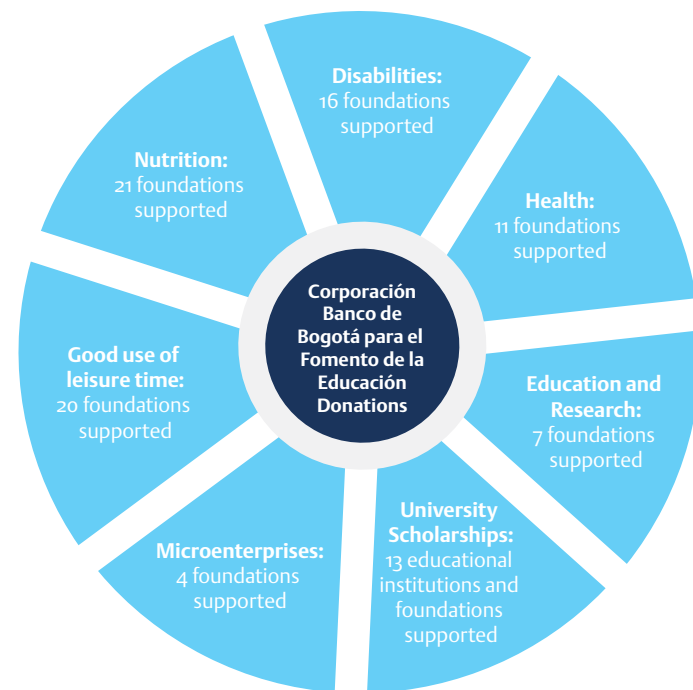 Disabilities:
16 foundations
supported
Health:
11 foundations
supported
Education and
Research:
7 foundations
supported
University
Scholarships:
13 educational
institutions and
foundations
supported
Microenterprises:
4 foundations
supported
Good use of
leisure time:
20 foundations
supported
Nutrition:
21 foundations
supported
Corporación
Banco de
Bogotá para el
Fomento de la
Educación
Donations